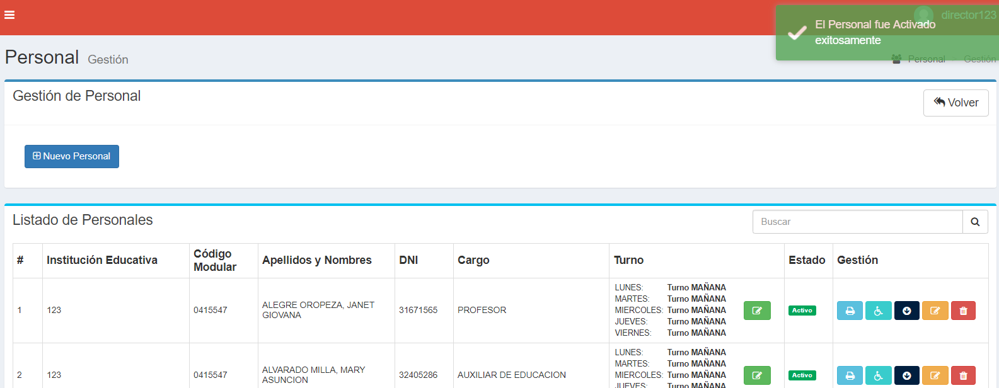 director123
El Personal fue Activado
exitosamente
Personal Gestión
Personal > Gestión
Gestión de Personal
Volver
Nuevo Personal
Listado de Personales
Buscar
# Institución Educativa Código Modular Apellidos y Nombres DNI Cargo Turno Estado Gestión
1 123 0415547 ALEGRE OROPEZA, JANET GIOVANA 31671565 PROFESOR
LUNES: Turno MAÑANA
MARTES: Turno MAÑANA
MIERCOLES: Turno MAÑANA
JUEVES: Turno MAÑANA
VIERNES: Turno MAÑANA
Activo
2 123 0415547 ALVARADO MILLA, MARY ASUNCION 32405286 AUXILIAR DE EDUCACION
LUNES: Turno MAÑANA
MARTES: Turno MAÑANA
MIERCOLES: Turno MAÑANA
JUEVES: Turno MAÑANA
Activo